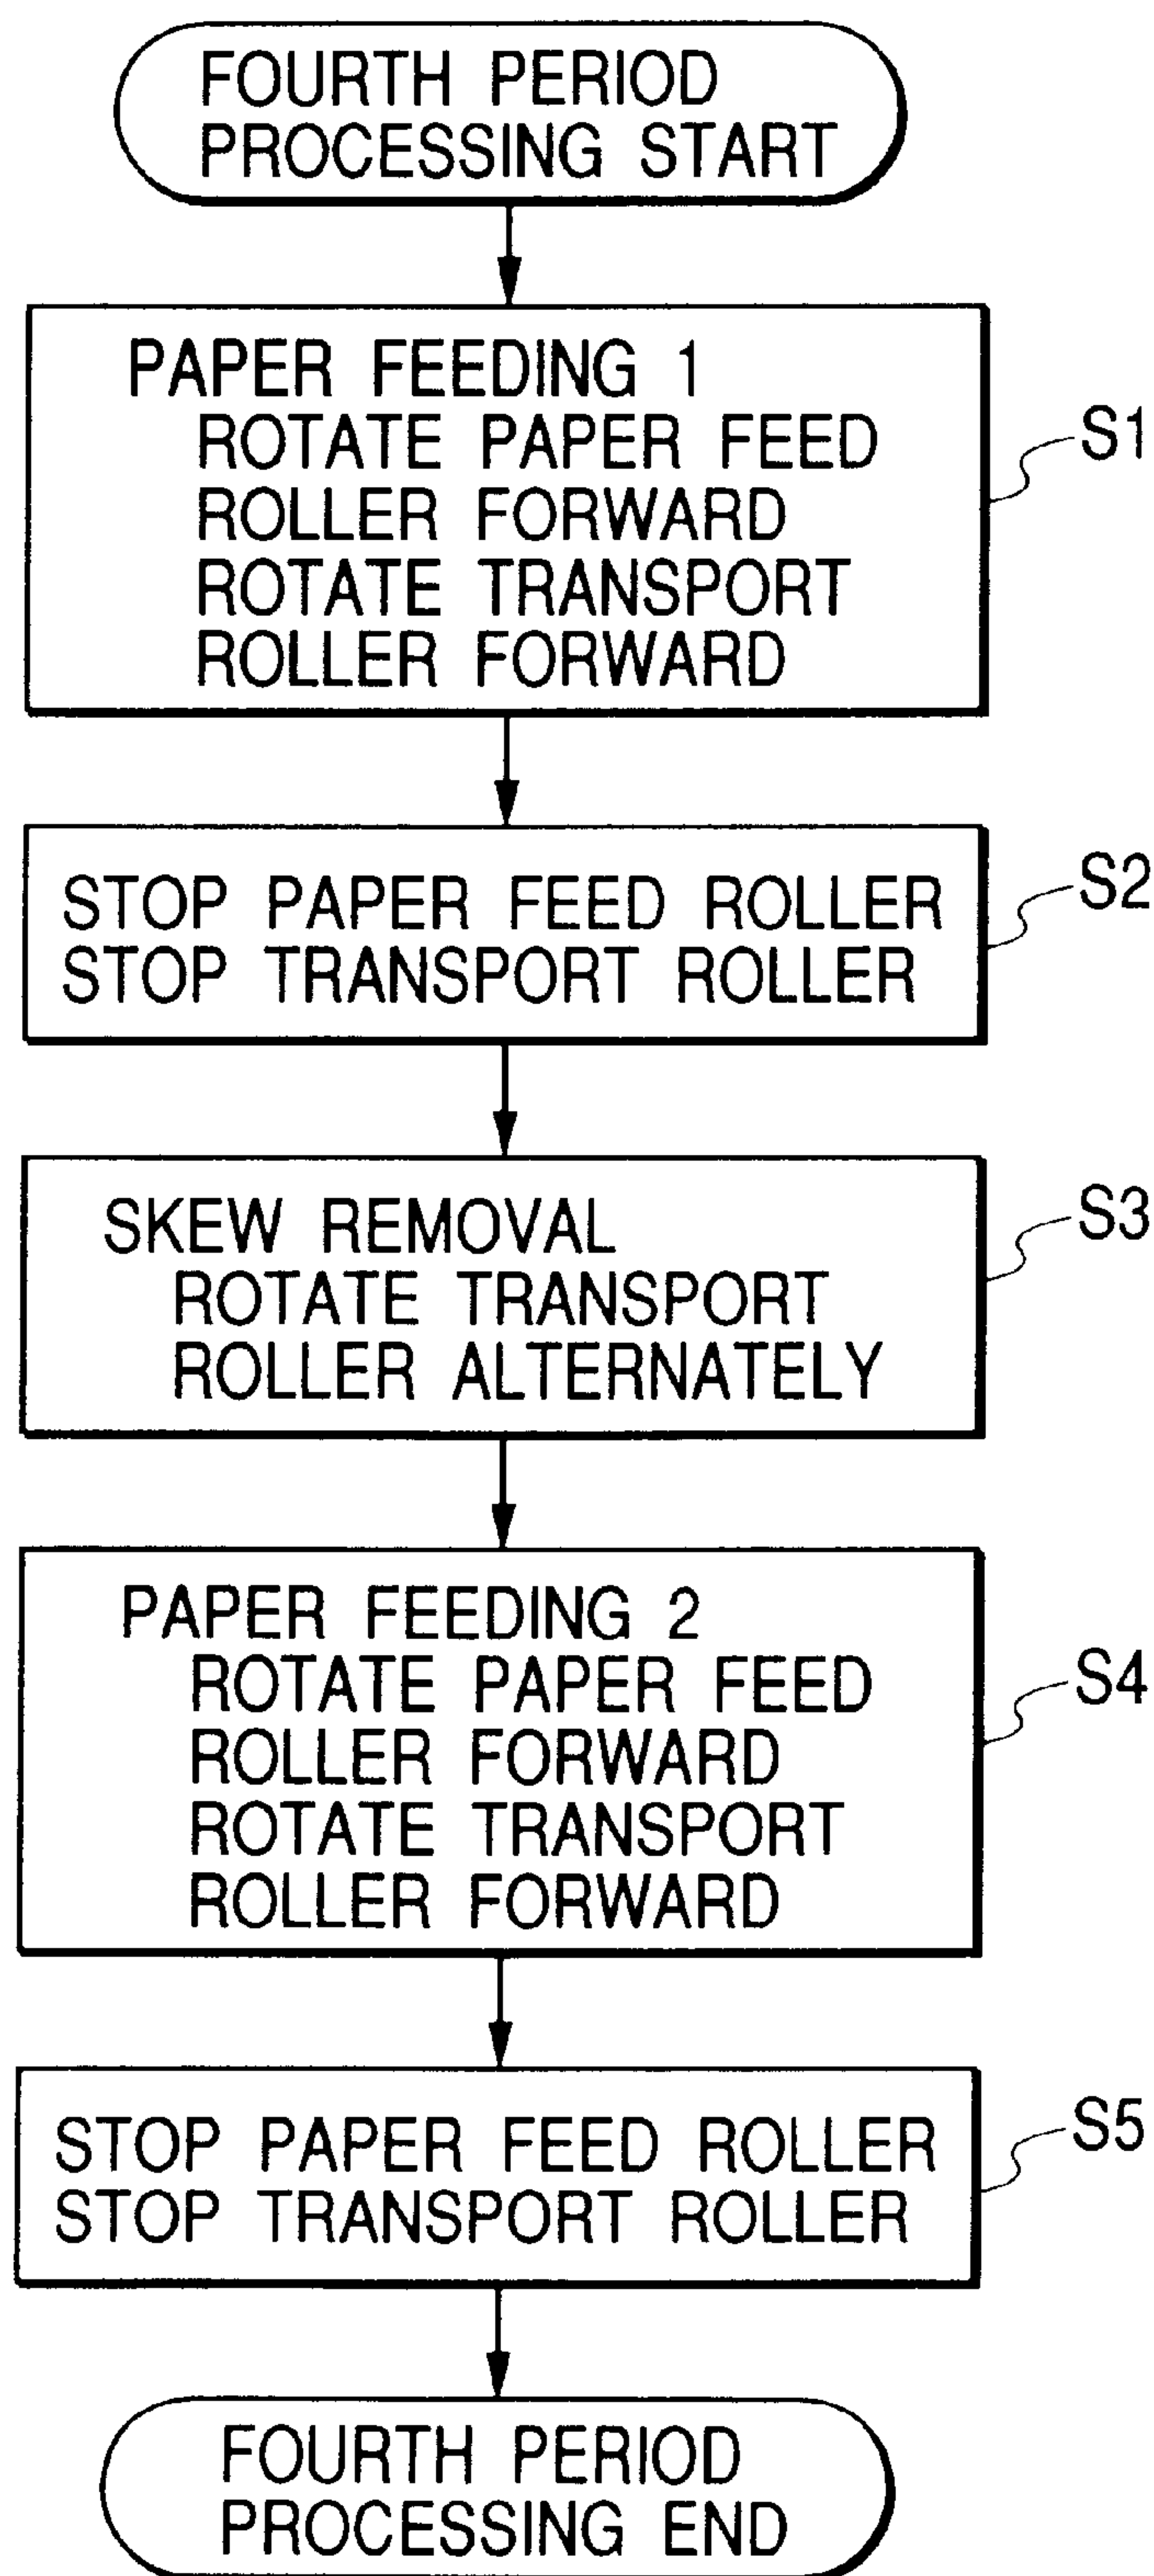 FOURTH PERIOD
PROCESSING START
PAPER FEEDING 1
ROTATE PAPER FEED
ROLLER FORWARD
ROTATE TRANSPORT
ROLLER FORWARD
S1
STOP PAPER FEED ROLLER
STOP TRANSPORT ROLLER
S2
SKEW REMOVAL
ROTATE TRANSPORT
ROLLER ALTERNATELY
S3
PAPER FEEDING 2
ROTATE PAPER FEED
ROLLER FORWARD
ROTATE TRANSPORT
ROLLER FORWARD
S4
STOP PAPER FEED ROLLER
STOP TRANSPORT ROLLER
S5
FOURTH PERIOD
PROCESSING END